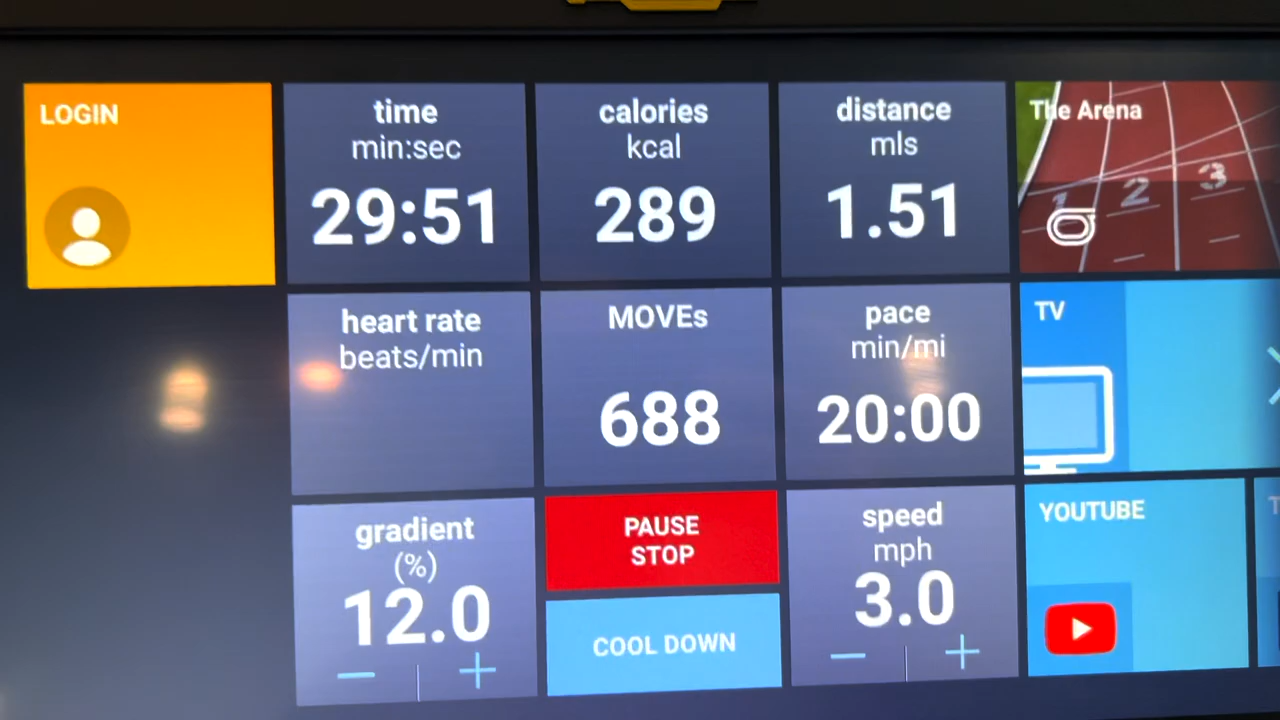 LOGIN
time
min:sec
29:51
calories
kcal
289
distance
mls
1.51
The Arena
1 2 3
heart rate
beats/min
MOVEs
688
pace
min/mi
20:00
TV
gradient
(%)
12.0
− +
PAUSE
STOP
COOL DOWN
speed
mph
3.0
− +
YOUTUBE